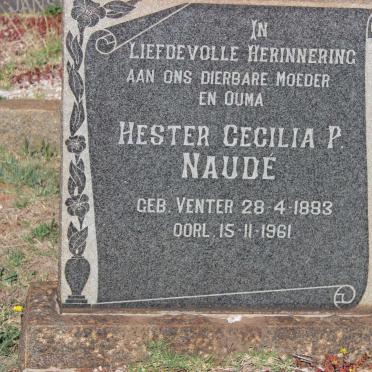 IN
LIEFDEVOLLE HERINNERING
AAN ONS DIERBARE MOEDER
EN OUMA
HESTER CECILIA P.
NAUDÉ
GEB. VENTER 28-4-1883
OORL. 15-11-1961